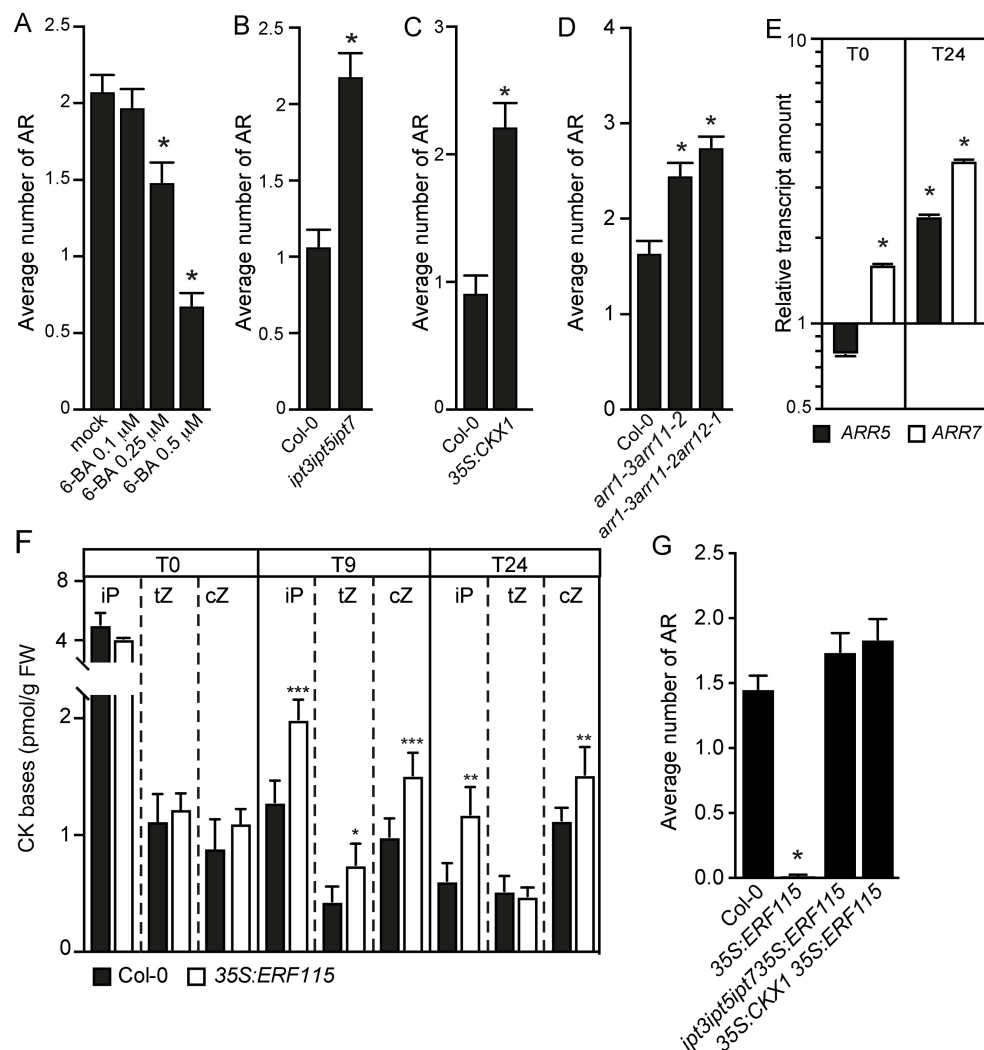 A
Average number of AR
2.5
2
1.5
1
0.5
0
*
*
mock
6-BA 0.1 µM
6-BA 0.25 µM
6-BA 0.5 µM
B
Average number of AR
2.5
2
1.5
1
0.5
0
*
Col-0
ipt3ipt5ipt7
C
Average number of AR
3
2
1
0
*
Col-0
35S:CKX1
D
Average number of AR
4
3
2
1
0
*
*
Col-0
arr1-3arr11-2
arr1-3arr11-2arr12-1
E
Relative transcript amount
10
1
0.5
T0
T24
*
*
*
ARR5
ARR7
F
CK bases (pmol/g FW
8
4
2
1
0
T0
T9
T24
iP
tZ
cZ
iP
tZ
cZ
iP
tZ
cZ
***
*
***
**
**
Col-0
35S:ERF115
G
Average number of AR
2.5
2.0
1.5
1.0
0.5
0.0
*
Col-0
35S:ERF115
ipt3ipt5ipt735S:ERF115
35S:CKX1 35S:ERF115